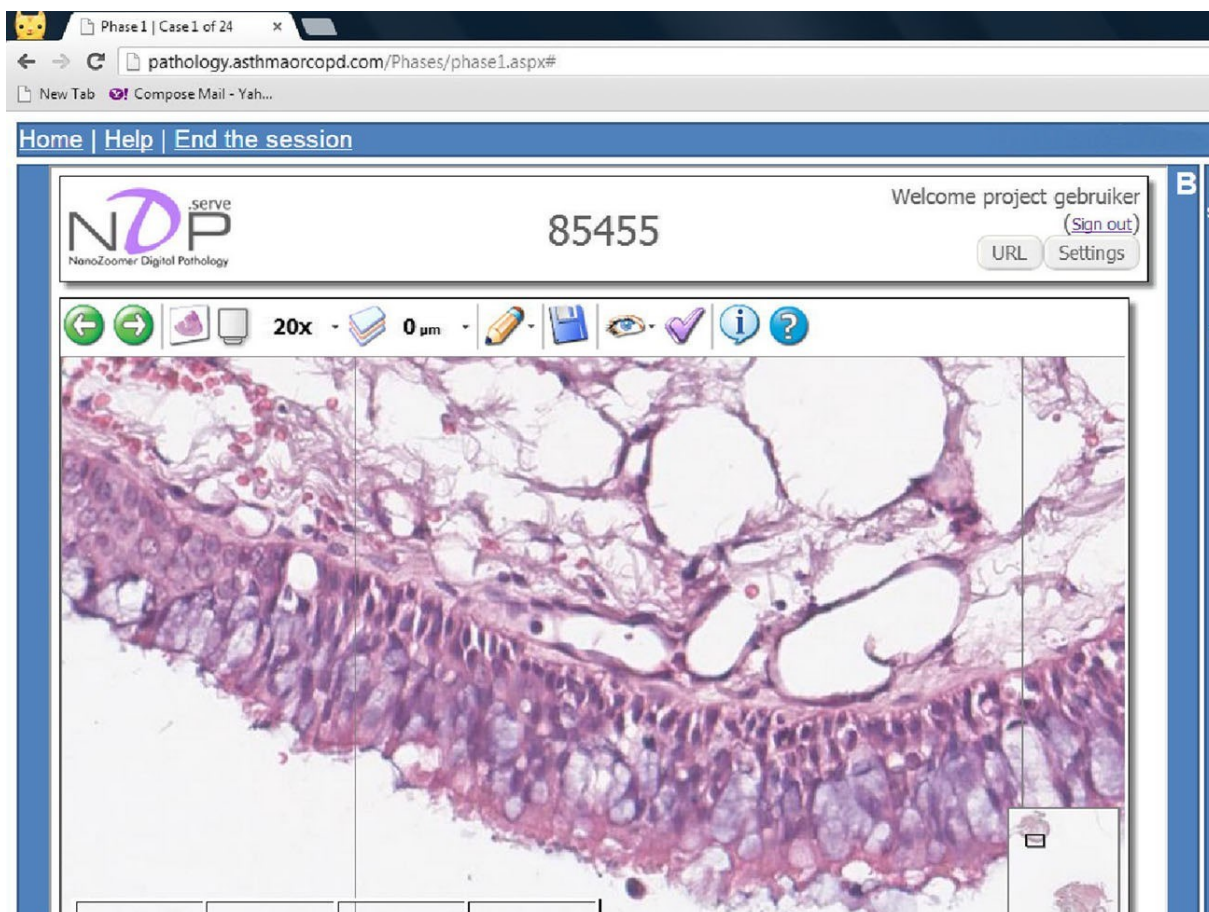 Phase 1 | Case 1 of 24
pathology.asthmaorcopd.com/Phases/phase1.aspx#
New Tab Compose Mail - Yah...
Home | Help | End the session
B
NDP .serve
NanoZoomer Digital Pathology
85455
Welcome project gebruiker
(Sign out)
URL Settings
20x 0 µm